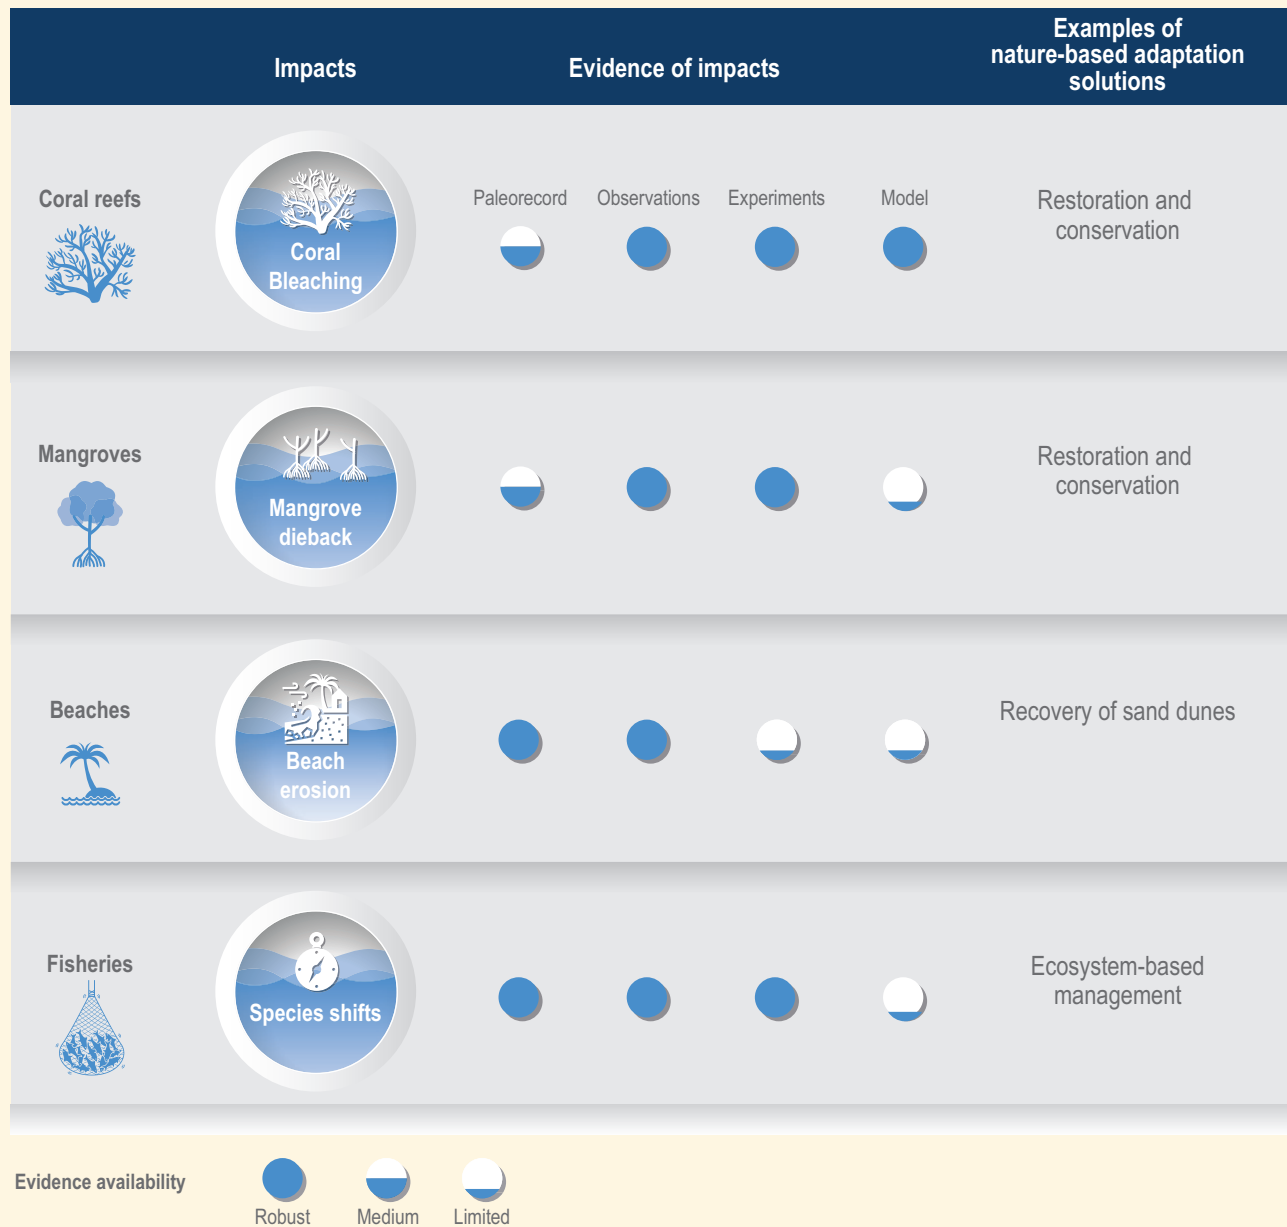 Impacts
Evidence of impacts
Examples of
nature-based adaptation
solutions
Coral reefs
Coral
Bleaching
Paleorecord
Observations
Experiments
Model
Restoration and
conservation
Mangroves
Mangrove
dieback
Restoration and
conservation
Beaches
Beach
erosion
Recovery of sand dunes
Fisheries
Species shifts
Ecosystem-based
management
Evidence availability
Robust
Medium
Limited